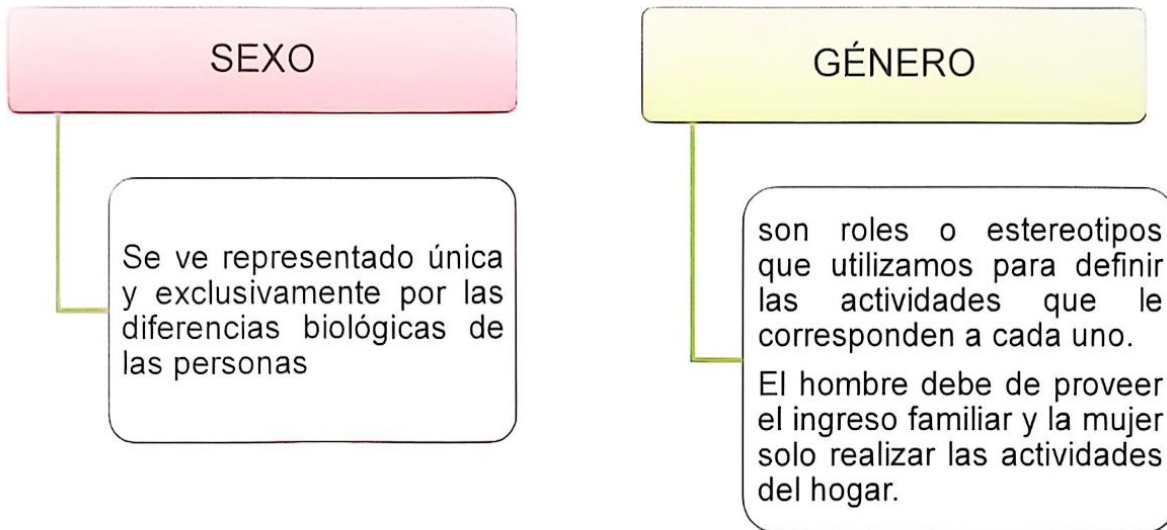 SEXO
Se ve representado única
y exclusivamente por las
diferencias biológicas de
las personas
GÉNERO
son roles o estereotipos
que utilizamos para definir
las actividades que le
corresponden a cada uno.
El hombre debe de proveer
el ingreso familiar y la mujer
solo realizar las actividades
del hogar.